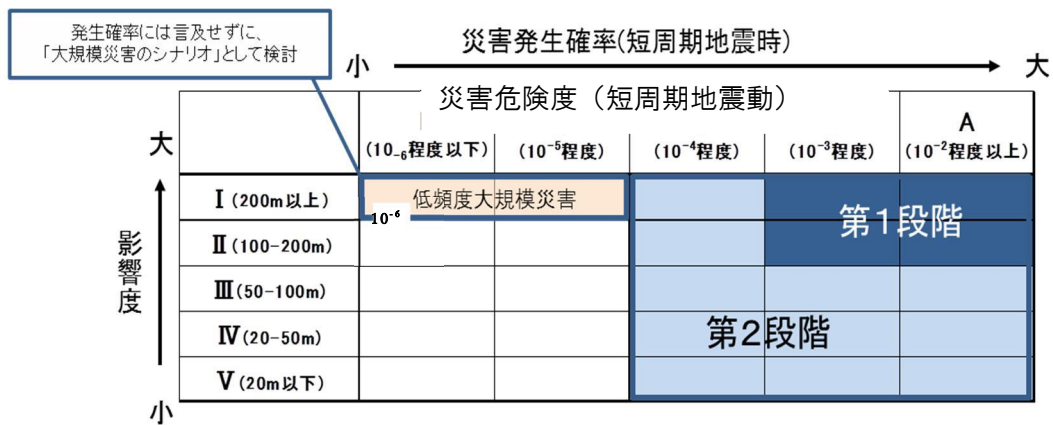 発生確率には言及せずに、
「大規模災害のシナリオ」として検討
災害発生確率(短周期地震時)
小
大
災害危険度（短周期地震動）
A
大
(10-6程度以下)
(10-5程度)
(10-4程度)
(10-3程度)
(10-2程度以上)
I (200m以上)
低頻度大規模災害
10-6
第1段階
II (100-200m)
影響度
III (50-100m)
IV (20-50m)
第2段階
V (20m以下)
小